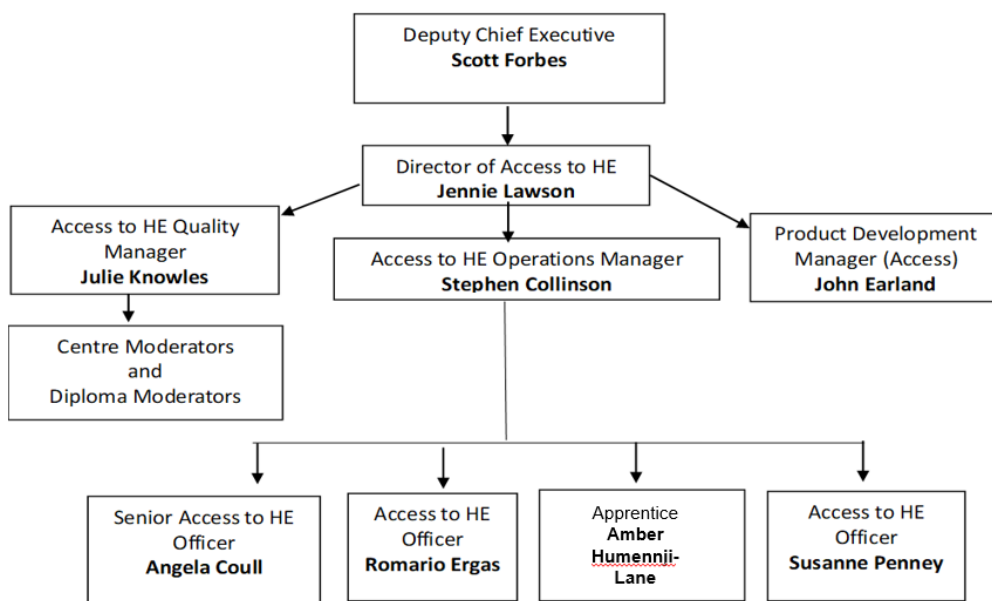 Deputy Chief Executive
Scott Forbes
Director of Access to HE
Jennie Lawson
Access to HE Quality
Manager
Julie Knowles
Access to HE Operations Manager
Stephen Collinson
Product Development
Manager (Access)
John Earland
Centre Moderators
and
Diploma Moderators
Senior Access to HE
Officer
Angela Coull
Access to HE
Officer
Romario Ergas
Apprentice
Amber
Humennji-
Lane
Access to HE
Officer
Susanne Penney